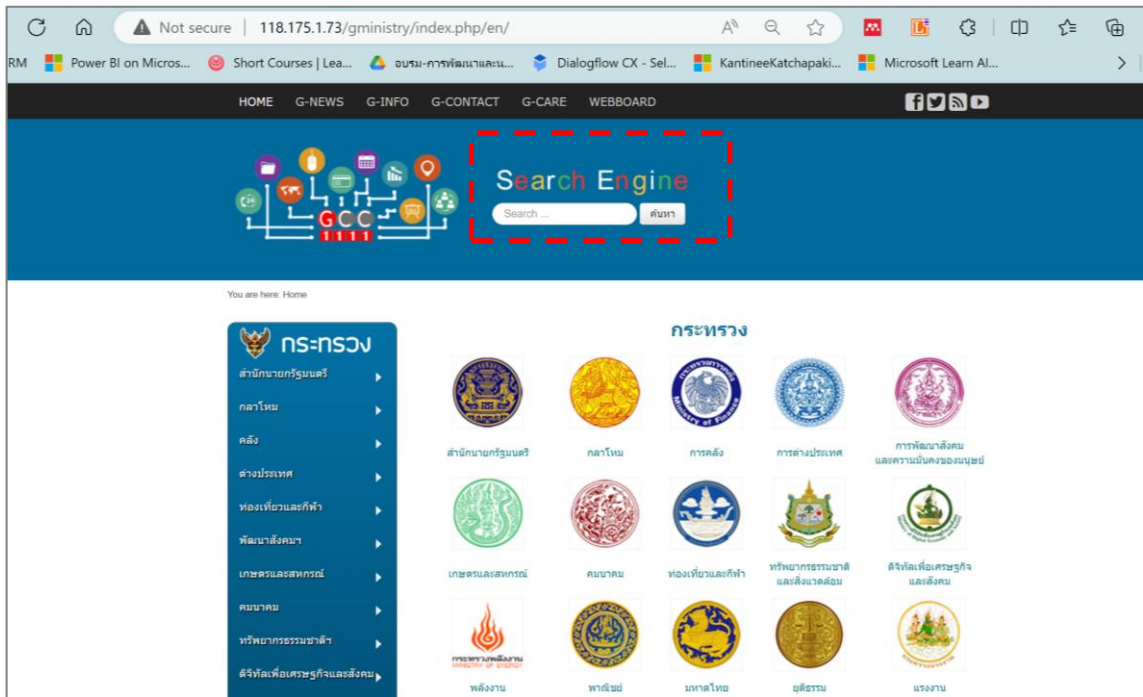 Not secure | 118.175.1.73/gministry/index.php/en/
RM Power BI on Micros... Short Courses | Lea... อบรม-การพัฒนาและน... Dialogflow CX - Sel... KantineeKatchapaki... Microsoft Learn AI...
HOME G-NEWS G-INFO G-CONTACT G-CARE WEBBOARD
Search Engine
Search ... ค้นหา
GCC
1111
You are here: Home
กระทรวง
สำนักนายกรัฐมนตรี
กลาโหม
คลัง
ต่างประเทศ
ท่องเที่ยวและกีฬา
พัฒนาสังคมฯ
เกษตรและสหกรณ์
คมนาคม
ทรัพยากรธรรมชาติฯ
ดิจิทัลเพื่อเศรษฐกิจและสังคม
กระทรวง
สำนักนายกรัฐมนตรี กลาโหม การคลัง การต่างประเทศ การพัฒนาสังคม
และความมั่นคงของมนุษย์
เกษตรและสหกรณ์ คมนาคม ท่องเที่ยวและกีฬา ทรัพยากรธรรมชาติ
และสิ่งแวดล้อม ดิจิทัลเพื่อเศรษฐกิจ
และสังคม
กระทรวงพลังงาน
MINISTRY OF ENERGY
พลังงาน พาณิชย์ มหาดไทย ยุติธรรม แรงงาน